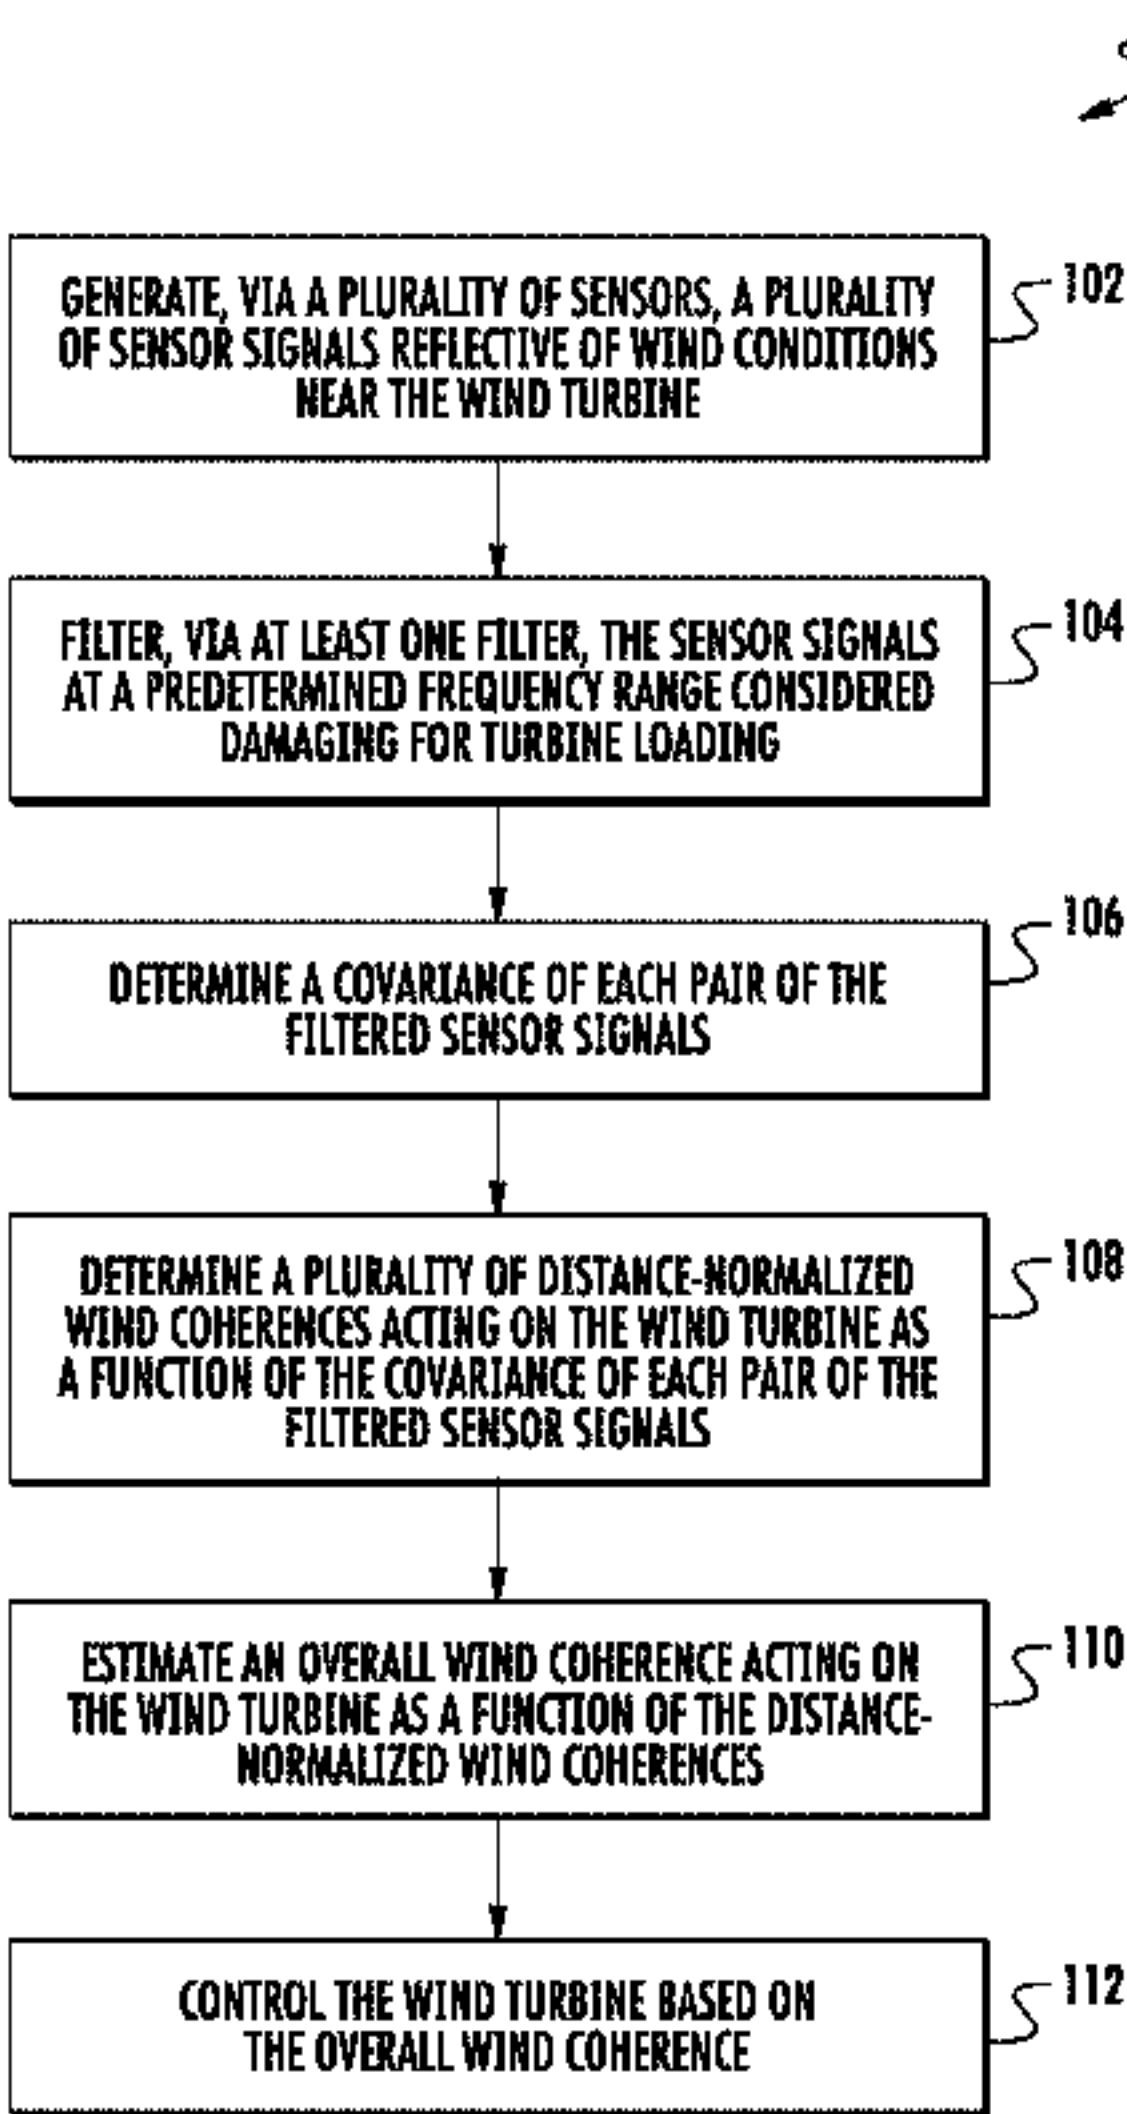 GENERATE, VIA A PLURALITY OF SENSORS, A PLURALITY
OF SENSOR SIGNALS REFLECTIVE OF WIND CONDITIONS
NEAR THE WIND TURBINE
102
FILTER, VIA AT LEAST ONE FILTER, THE SENSOR SIGNALS
AT A PREDETERMINED FREQUENCY RANGE CONSIDERED
DAMAGING FOR TURBINE LOADING
104
DETERMINE A COVARIANCE OF EACH PAIR OF THE
FILTERED SENSOR SIGNALS
106
DETERMINE A PLURALITY OF DISTANCE-NORMALIZED
WIND COHERENCES ACTING ON THE WIND TURBINE AS
A FUNCTION OF THE COVARIANCE OF EACH PAIR OF THE
FILTERED SENSOR SIGNALS
108
ESTIMATE AN OVERALL WIND COHERENCE ACTING ON
THE WIND TURBINE AS A FUNCTION OF THE DISTANCE-
NORMALIZED WIND COHERENCES
110
CONTROL THE WIND TURBINE BASED ON
THE OVERALL WIND COHERENCE
112